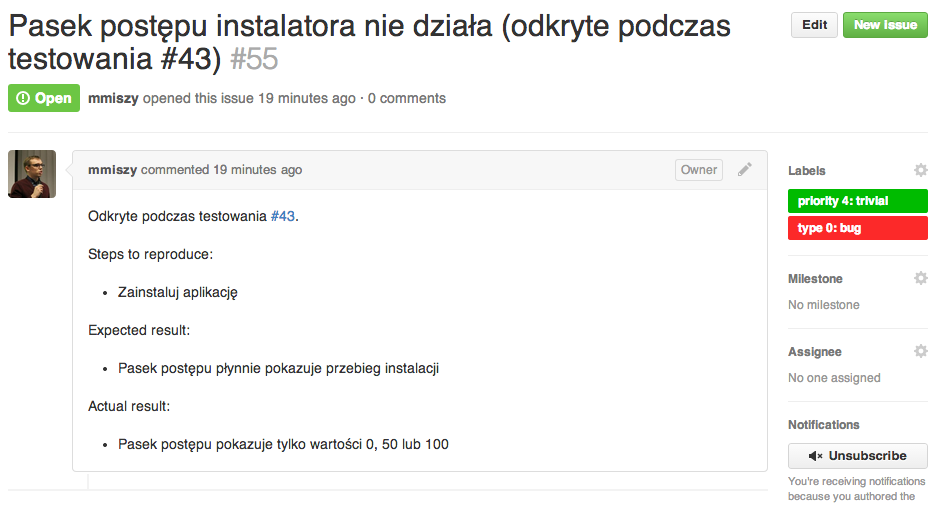 Pasek postępu instalatora nie działa (odkryte podczas
testowania #43) #55
Edit
New Issue
Open
mmiszy opened this issue 19 minutes ago · 0 comments
mmiszy commented 19 minutes ago
Owner
Odkryte podczas testowania #43.
Steps to reproduce:
• Zainstaluj aplikację
Expected result:
• Pasek postępu płynnie pokazuje przebieg instalacji
Actual result:
• Pasek postępu pokazuje tylko wartości 0, 50 lub 100
Labels
priority 4: trivial
type 0: bug
Milestone
No milestone
Assignee
No one assigned
Notifications
Unsubscribe
You're receiving notifications
because you authored the